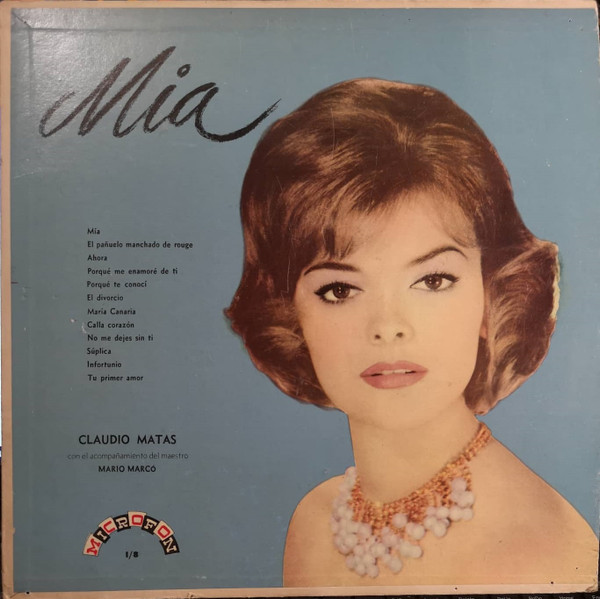 Mia
Mía
El pañuelo manchado de rouge
Ahora
Porqué me enamoré de ti
Porqué te conocí
El divorcio
María Canaria
Calla corazón
No me dejes sin ti
Súplica
Infortunio
Tu primer amor
CLAUDIO MATAS
con el acompañamiento del maestro
MARIO MARCO
MICROFON
1/8